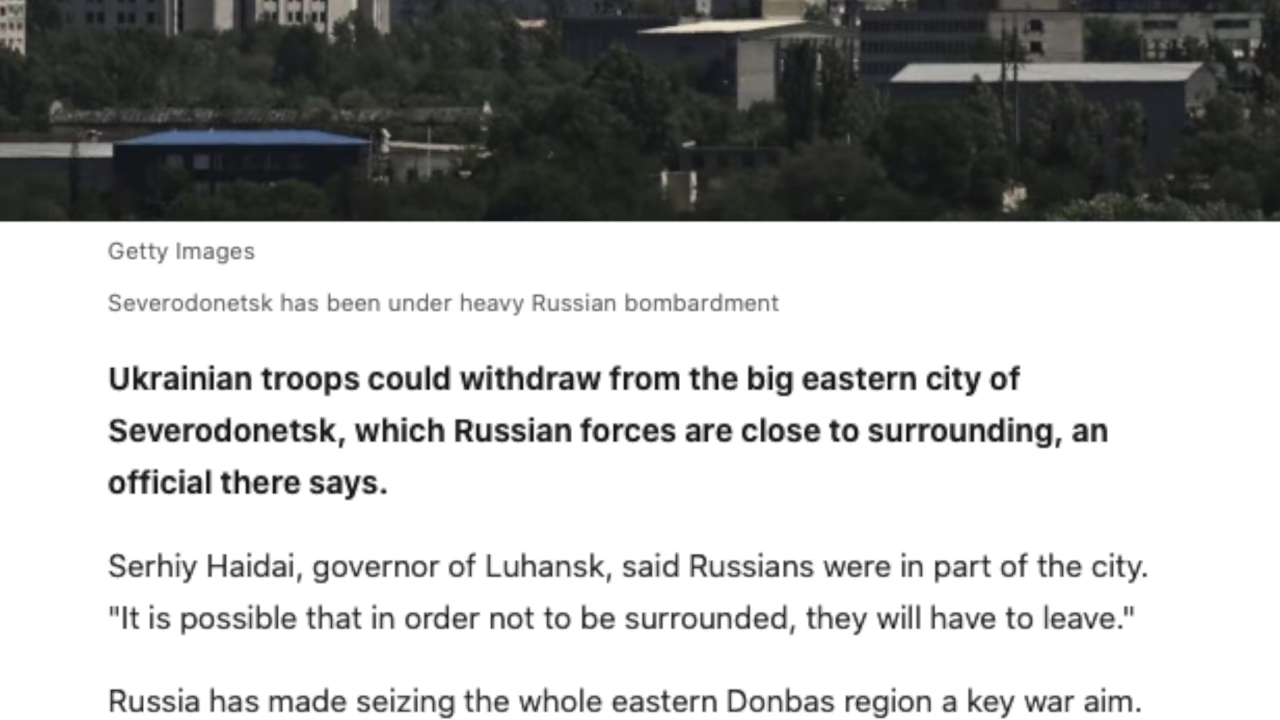 Getty Images
Severodonetsk has been under heavy Russian bombardment
Ukrainian troops could withdraw from the big eastern city of
Severodonetsk, which Russian forces are close to surrounding, an
official there says.
Serhiy Haidai, governor of Luhansk, said Russians were in part of the city.
"It is possible that in order not to be surrounded, they will have to leave."
Russia has made seizing the whole eastern Donbas region a key war aim.